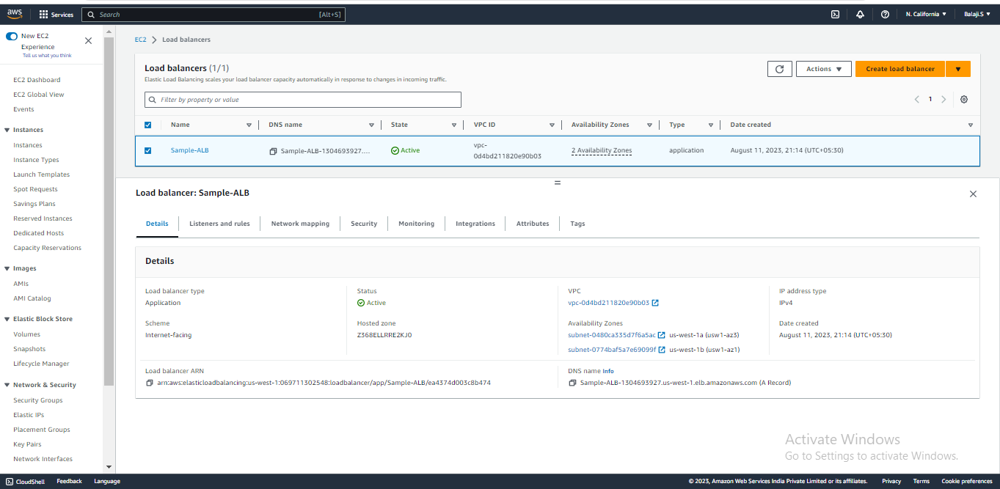 aws Services Search [Alt+S] N. California ▼ Balaji.S ▼
New EC2
Experience
Tell us what you think
EC2 Dashboard
EC2 Global View
Events
▼ Instances
Instances
Instance Types
Launch Templates
Spot Requests
Savings Plans
Reserved Instances
Dedicated Hosts
Capacity Reservations
▼ Images
AMIs
AMI Catalog
▼ Elastic Block Store
Volumes
Snapshots
Lifecycle Manager
▼ Network & Security
Security Groups
Elastic IPs
Placement Groups
Key Pairs
Network Interfaces
EC2 > Load balancers
Load balancers (1/1)
Elastic Load Balancing scales your load balancer capacity automatically in response to changes in incoming traffic.
Actions ▼ Create load balancer ▼
Filter by property or value
< 1 >
Name DNS name State VPC ID Availability Zones Type Date created
Sample-ALB Sample-ALB-1304693927.... Active vpc-0d4bd211820e90b03 2 Availability Zones application August 11, 2023, 21:14 (UTC+05:30)
Load balancer: Sample-ALB
Details Listeners and rules Network mapping Security Monitoring Integrations Attributes Tags
Details
Load balancer type
Application
Status
Active
VPC
vpc-0d4bd211820e90b03
IP address type
IPv4
Scheme
Internet-facing
Hosted zone
Z368ELLRRE2KJ0
Availability Zones
subnet-0480ca335d7f6a5ac us-west-1a (usw1-az3)
subnet-0774baf5a7e69099f us-west-1b (usw1-az1)
Date created
August 11, 2023, 21:14 (UTC+05:30)
Load balancer ARN
arn:aws:elasticloadbalancing:us-west-1:069711302548:loadbalancer/app/Sample-ALB/ea4374d003c8b474
DNS name Info
Sample-ALB-1304693927.us-west-1.elb.amazonaws.com (A Record)
Activate Windows
Go to Settings to activate Windows.
CloudShell Feedback Language © 2023, Amazon Web Services India Private Limited or its affiliates. Privacy Terms Cookie preferences